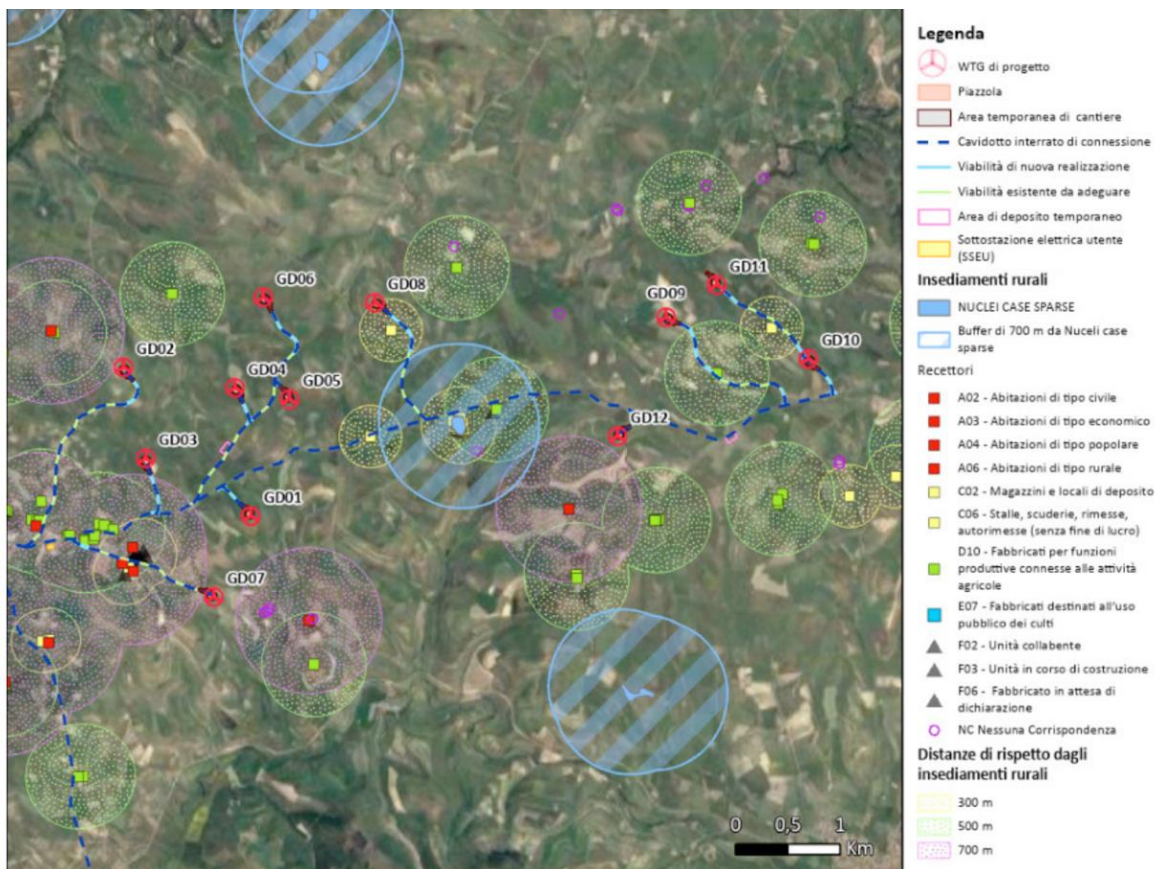 GD06
GD08
GD11
GD09
GD02
GD10
GD04
GD05
GD12
GD03
GD01
GD07
0 0,5 1
Km
Legenda
WTG di progetto
Piazzola
Area temporanea di cantiere
Cavidotto interrato di connessione
Viabilità di nuova realizzazione
Viabilità esistente da adeguare
Area di deposito temporaneo
Sottostazione elettrica utente
(SSEU)
Insediamenti rurali
NUCLEI CASE SPARSE
Buffer di 700 m da Nuceli case
sparse
Recettori
A02 - Abitazioni di tipo civile
A03 - Abitazioni di tipo economico
A04 - Abitazioni di tipo popolare
A06 - Abitazioni di tipo rurale
C02 - Magazzini e locali di deposito
C06 - Stalle, scuderie, rimesse,
autorimesse (senza fine di lucro)
D10 - Fabbricati per funzioni
produttive connesse alle attività
agricole
E07 - Fabbricati destinati all'uso
pubblico dei culti
F02 - Unità collabente
F03 - Unità in corso di costruzione
F06 - Fabbricato in attesa di
dichiarazione
NC Nessuna Corrispondenza
Distanze di rispetto dagli
insediamenti rurali
300 m
500 m
700 m